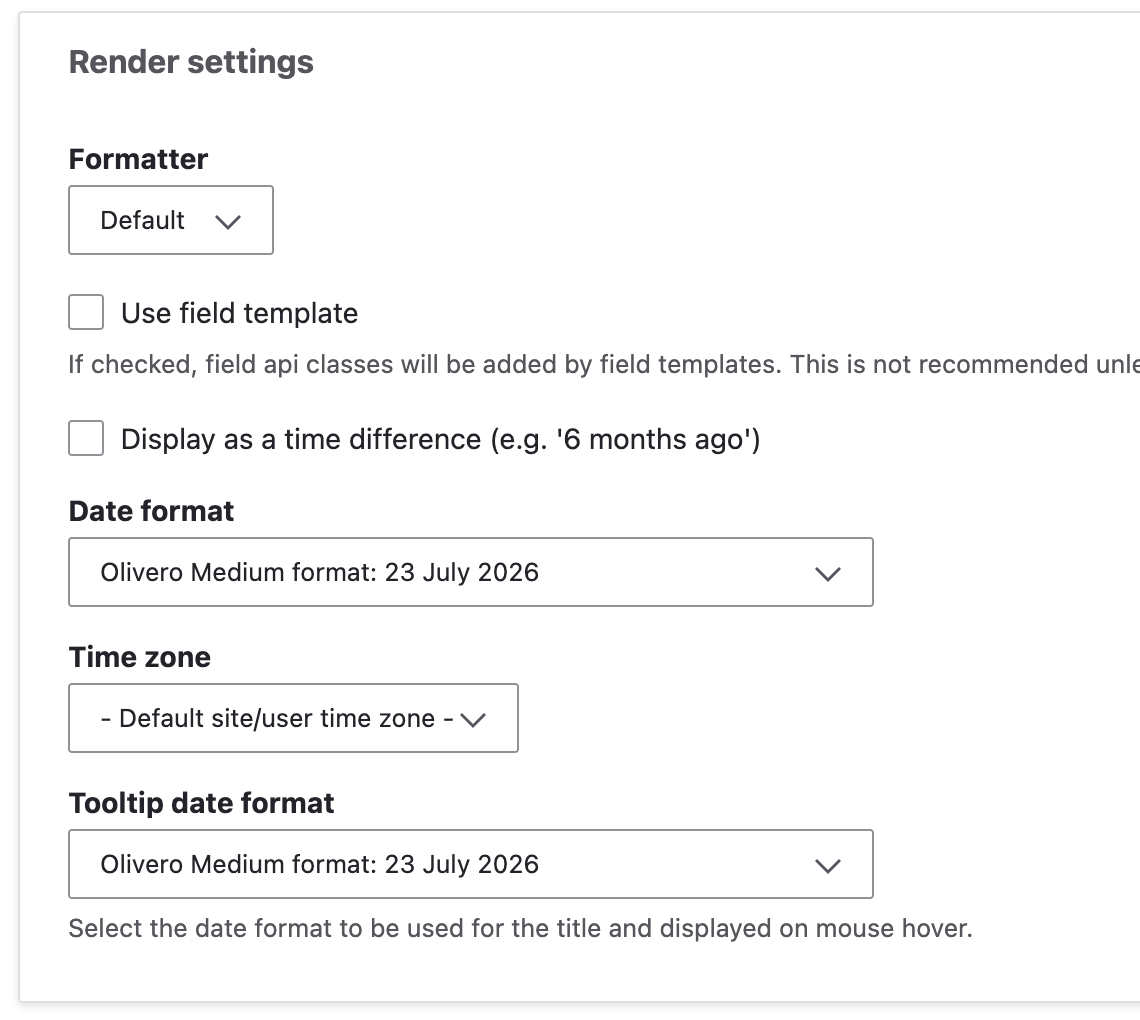 Render settings
Formatter
Default
Use field template
If checked, field api classes will be added by field templates. This is not recommended
Display as a time difference (e.g. '6 months ago')
Date format
Olivero Medium format: 23 July 2026
Time zone
- Default site/user time zone -
Tooltip date format
Olivero Medium format: 23 July 2026
Select the date format to be used for the title and displayed on mouse hover.